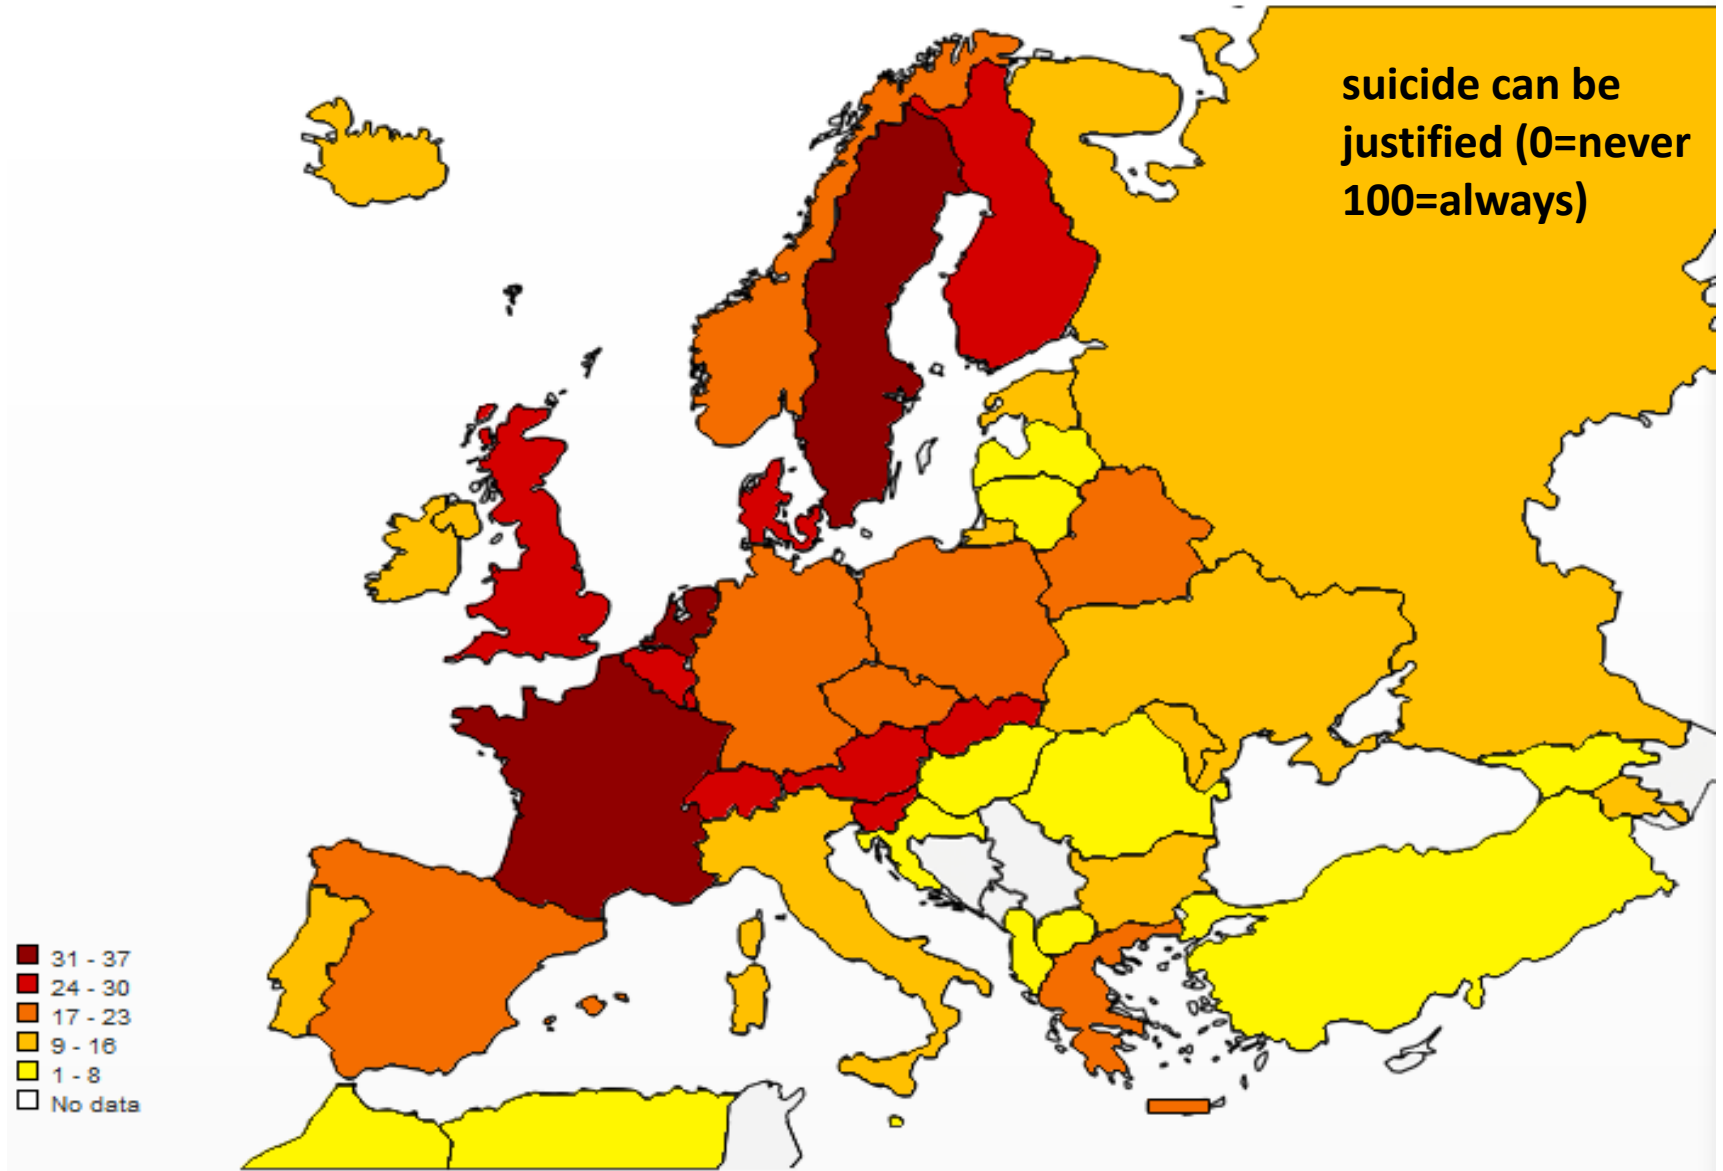 suicide can be
justified (0=never
100=always)
31 - 37
24 - 30
17 - 23
9 - 16
1 - 8
No data